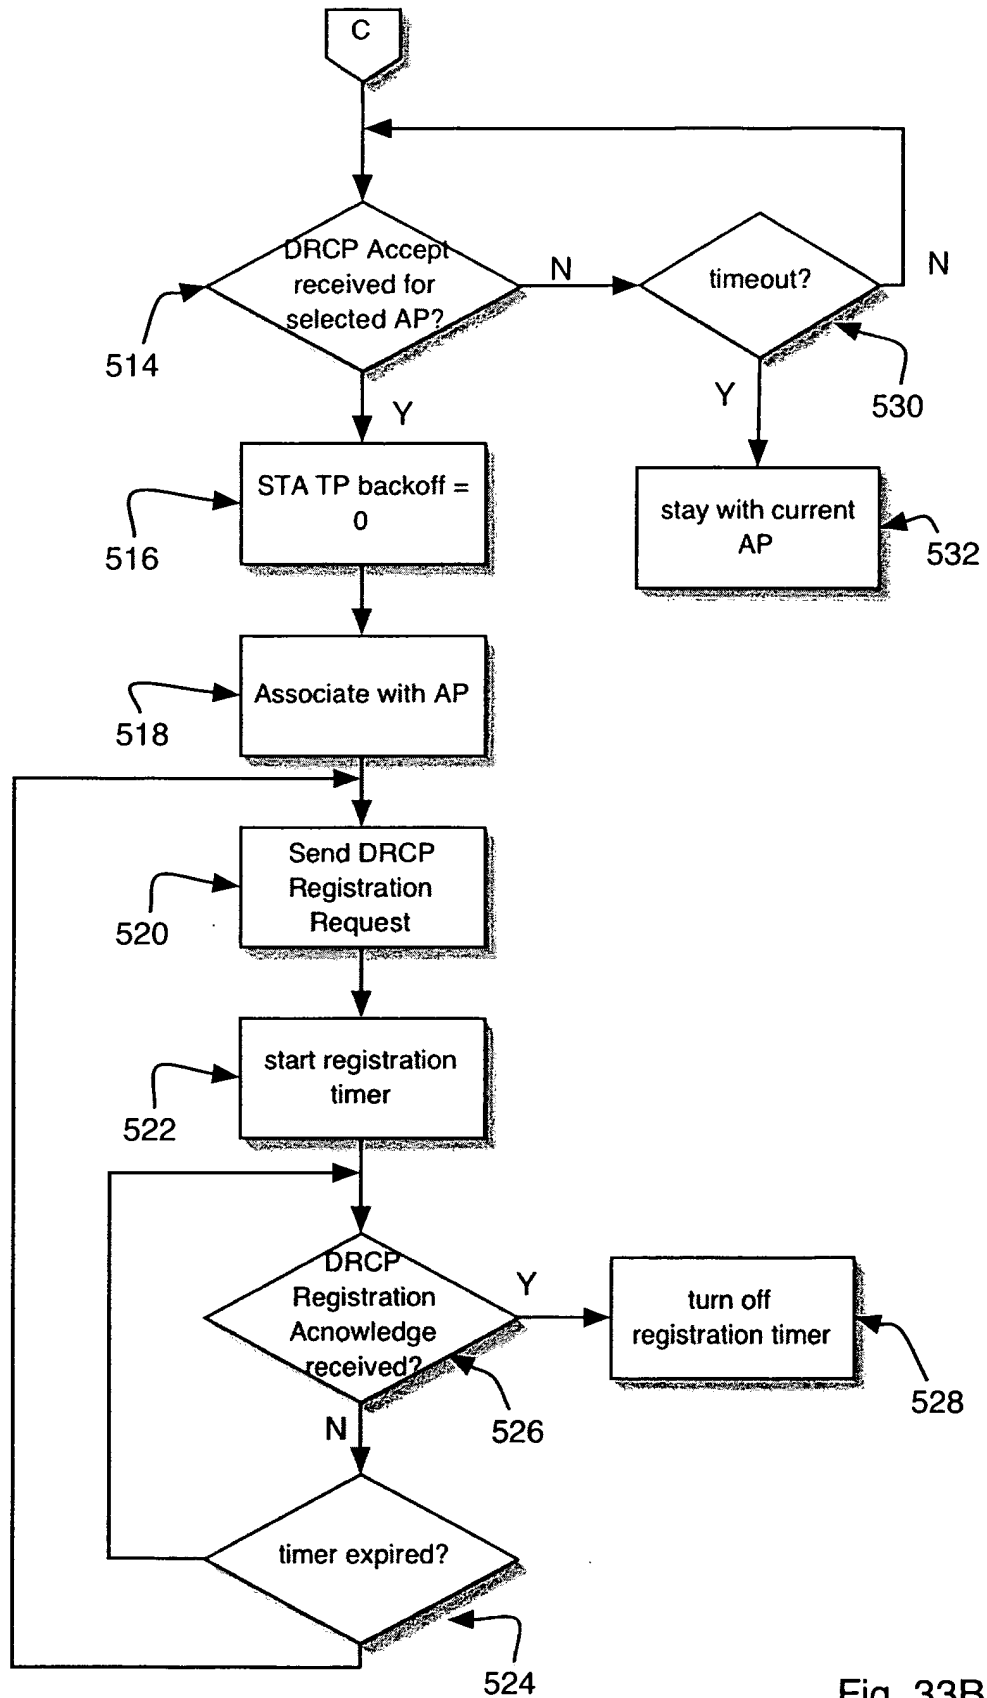 C
DRCP Accept
received for
selected AP?
N
timeout?
N
514
530
Y
Y
STA TP backoff =
0
stay with current
AP
516
532
Associate with AP
518
Send DRCP
Registration
Request
520
start registration
timer
522
DRCP
Registration
Acnowledge
received?
Y
turn off
registration timer
528
526
N
timer expired?
524
Fig. 33B